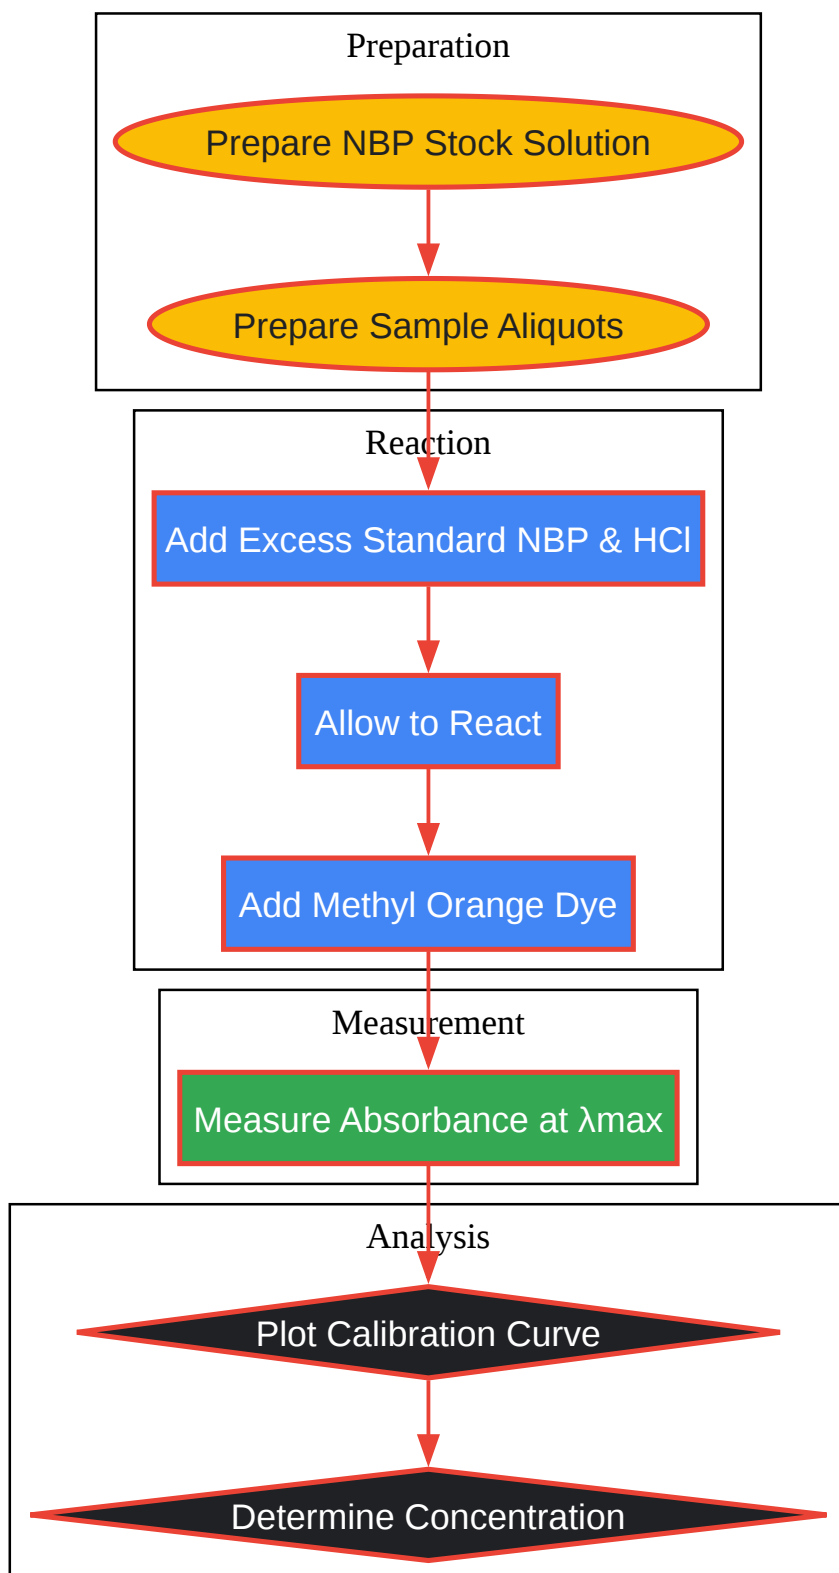 Preparation
Prepare NBP Stock Solution
Prepare Sample Aliquots
Reaction
Add Excess Standard NBP & HCl
Allow to React
Add Methyl Orange Dye
Measurement
Measure Absorbance at λmax
Analysis
Plot Calibration Curve
Determine Concentration